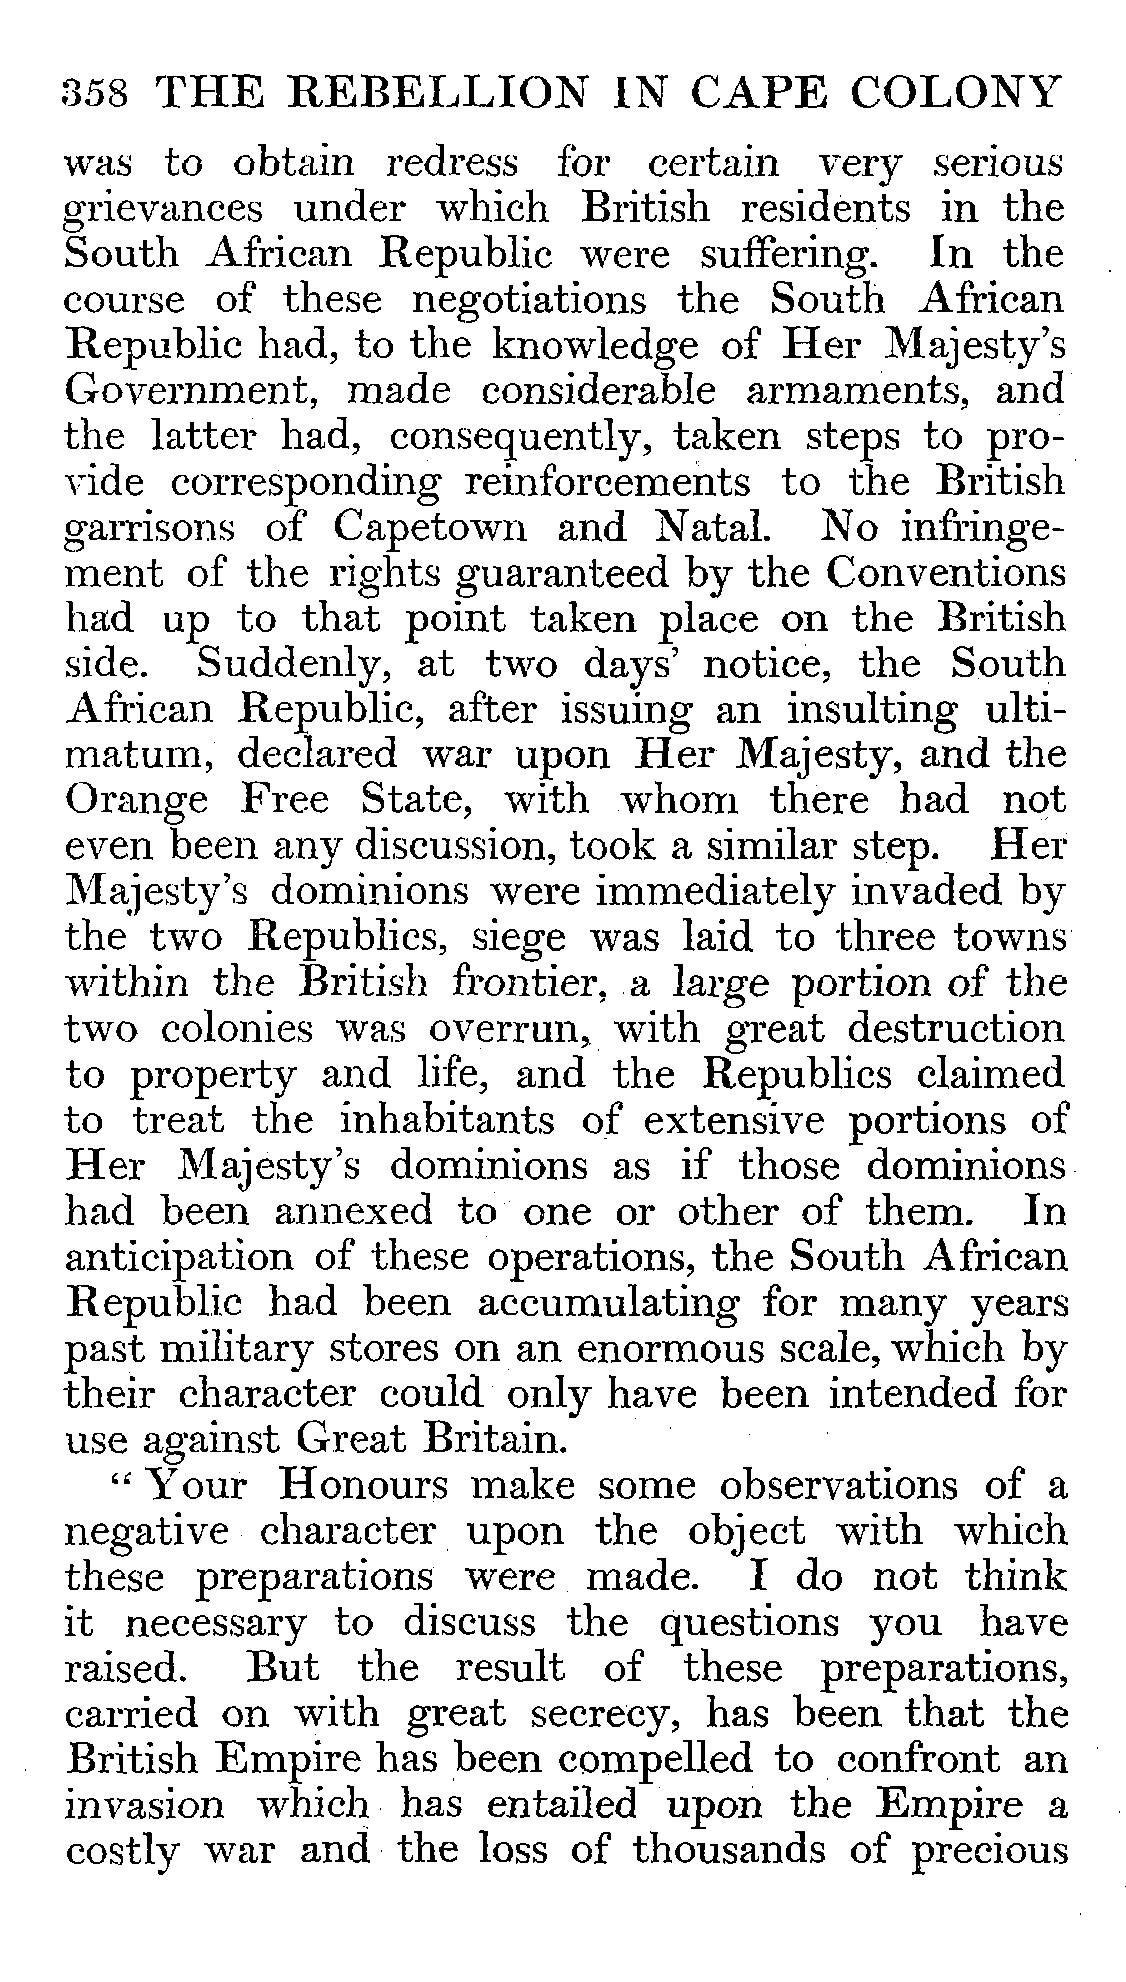 358 THE REBELLION IN CAPE COLONY
was to obtain redress for certain very serious
grievances under which British residents in the
South African Republic were suffering. In the
course of these negotiations the South African
Republic had, to the knowledge of Her Majesty's
Government, made considerable armaments, and
the latter had, consequently, taken steps to pro-
vide corresponding reinforcements to the British
garrisons of Capetown and Natal. No infringe-
ment of the rights guaranteed by the Conventions
had up to that point taken place on the British
side. Suddenly, at two days' notice, the South
African Republic, after issuing an insulting ulti-
matum, declared war upon Her Majesty, and the
Orange Free State, with whom there had not
even been any discussion, took a similar step. Her
Majesty's dominions were immediately invaded by
the two Republics, siege was laid to three towns
within the British frontier, a large portion of the
two colonies was overrun, with great destruction
to property and life, and the Republics claimed
to treat the inhabitants of extensive portions of
Her Majesty's dominions as if those dominions
had been annexed to one or other of them. In
anticipation of these operations, the South African
Republic had been accumulating for many years
past military stores on an enormous scale, which by
their character could only have been intended for
use against Great Britain.
“ Your Honours make some observations of a
negative character upon the object with which
these preparations were made. I do not think
it necessary to discuss the questions you have
raised. But the result of these preparations,
carried on with great secrecy, has been that the
British Empire has been compelled to confront an
invasion which has entailed upon the Empire a
costly war and the loss of thousands of precious